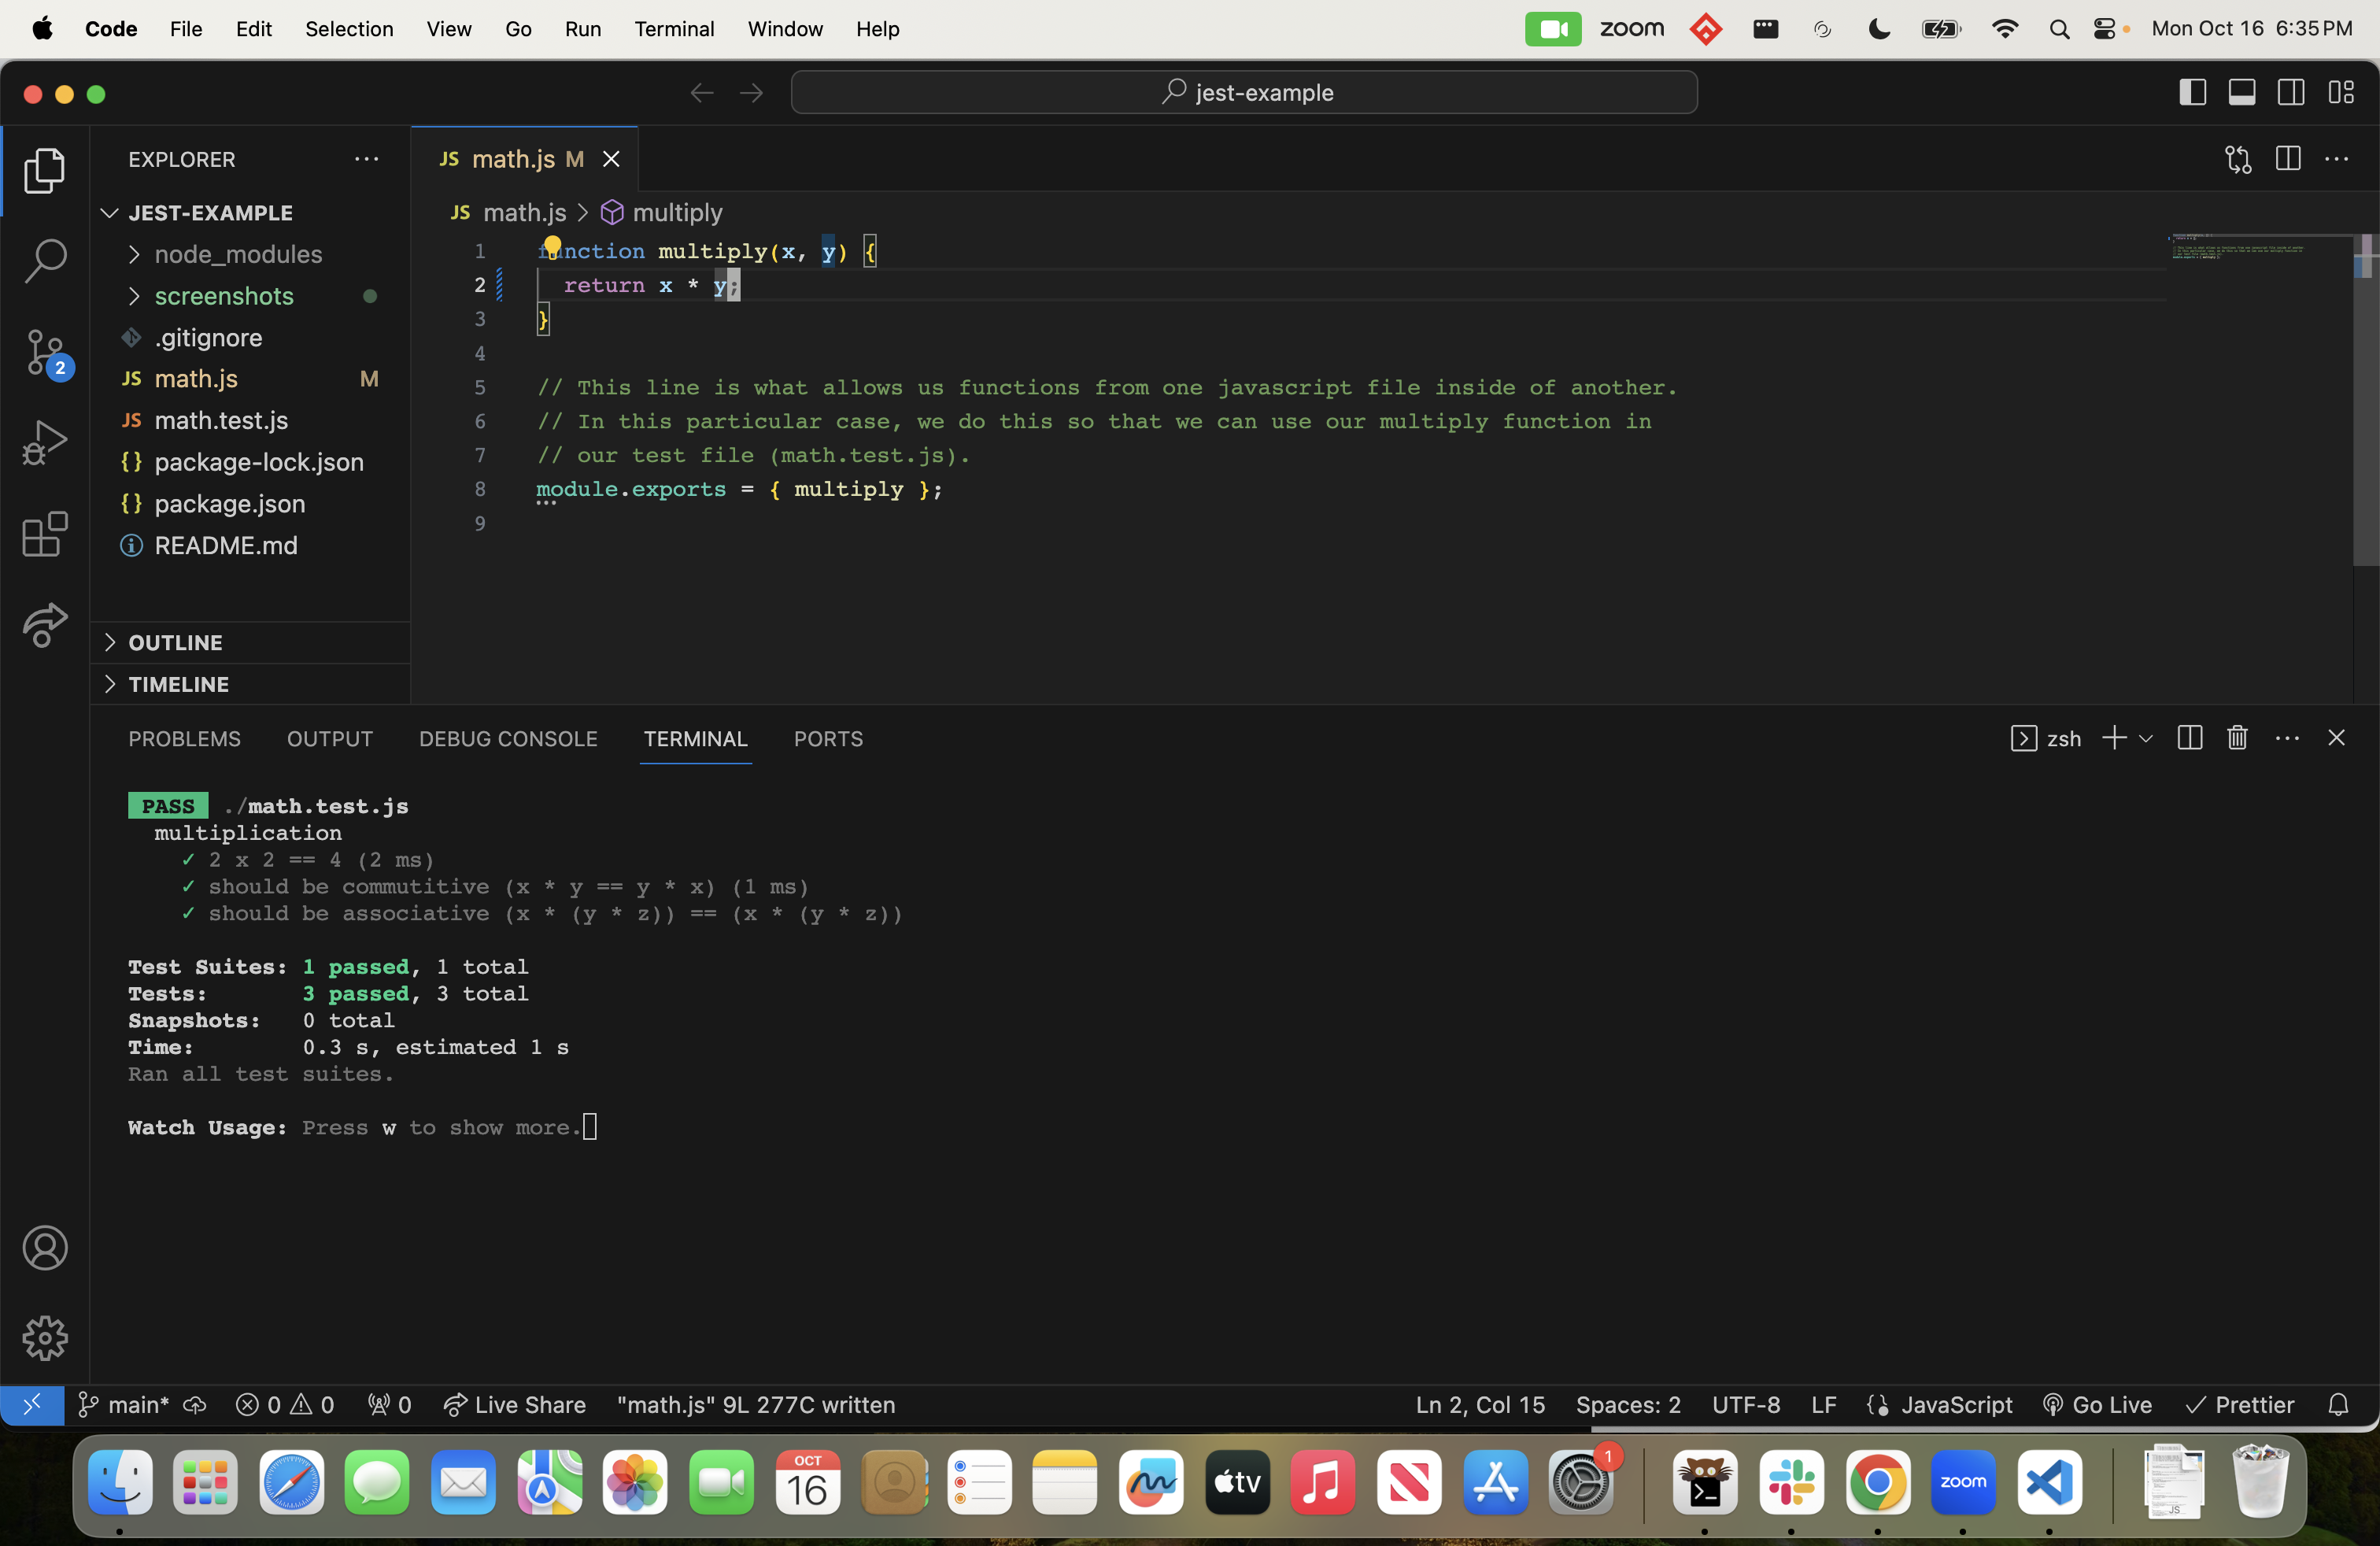 Code File Edit Selection View Go Run Terminal Window Help zoom Mon Oct 16 6:35 PM
jest-example
EXPLORER
JEST-EXAMPLE
node_modules
screenshots
.gitignore
JS math.js M
JS math.test.js
{} package-lock.json
{} package.json
README.md
OUTLINE
TIMELINE
2
JS math.js M
JS math.js > multiply
1 function multiply(x, y) {
2 return x * y;
3 }
4
5 // This line is what allows us functions from one javascript file inside of another.
6 // In this particular case, we do this so that we can use our multiply function in
7 // our test file (math.test.js).
8 module.exports = { multiply };
9
PROBLEMS OUTPUT DEBUG CONSOLE TERMINAL PORTS zsh
PASS ./math.test.js
multiplication
✓ 2 x 2 == 4 (2 ms)
✓ should be commutitive (x * y == y * x) (1 ms)
✓ should be associative (x * (y * z)) == (x * (y * z))
Test Suites: 1 passed, 1 total
Tests: 3 passed, 3 total
Snapshots: 0 total
Time: 0.3 s, estimated 1 s
Ran all test suites.
Watch Usage: Press w to show more.
main* 0 0 0 Live Share "math.js" 9L 277C written Ln 2, Col 15 Spaces: 2 UTF-8 LF JavaScript Go Live Prettier
OCT
16
tv
1
zoom
JS